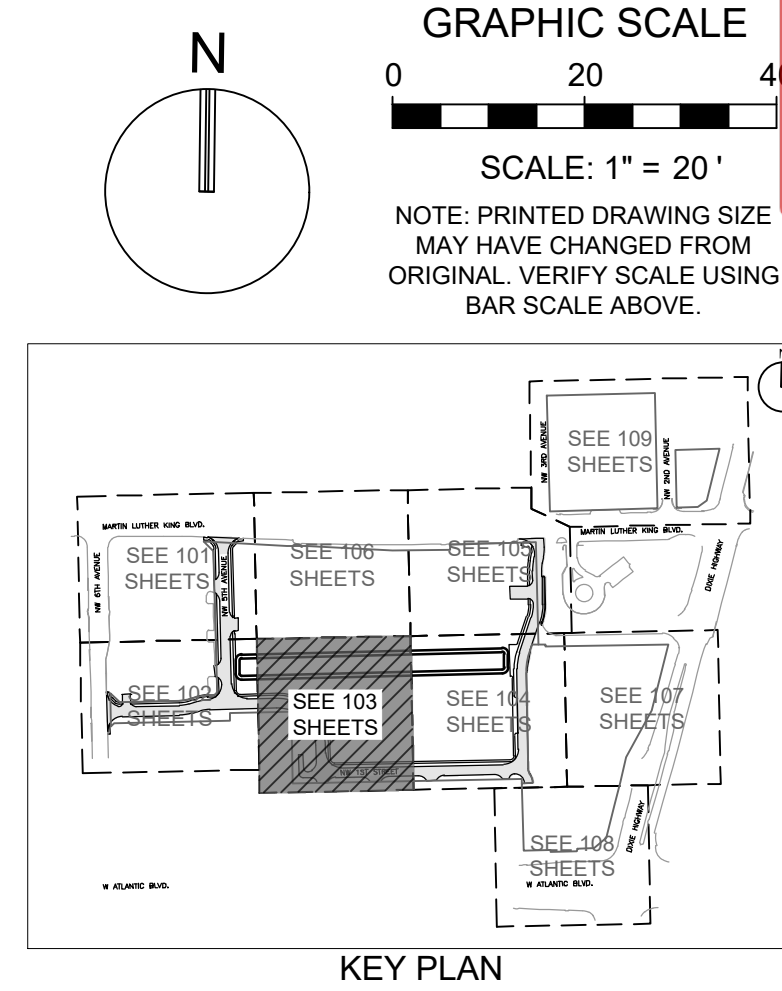 N
GRAPHIC SCALE
0 20
SCALE: 1" = 20 '
NOTE: PRINTED DRAWING SIZE
MAY HAVE CHANGED FROM
ORIGINAL. VERIFY SCALE USING
BAR SCALE ABOVE.
NW 3RD AVENUE
SEE 109
SHEETS
NW 2ND AVENUE
MARTIN LUTHER KING BLVD.
MARTIN LUTHER KING BLVD.
NW 6TH AVENUE
SEE 101
SHEETS
NW 5TH AVENUE
SEE 106
SHEETS
SEE 105
SHEETS
DIXIE HIGHWAY
SEE 102
SHEETS
SEE 103
SHEETS
SEE 104
SHEETS
SEE 107
SHEETS
NW 1ST STREET
SEE 108
SHEETS
DIXIE HIGHWAY
W ATLANTIC BLVD.
W ATLANTIC BLVD.
KEY PLAN